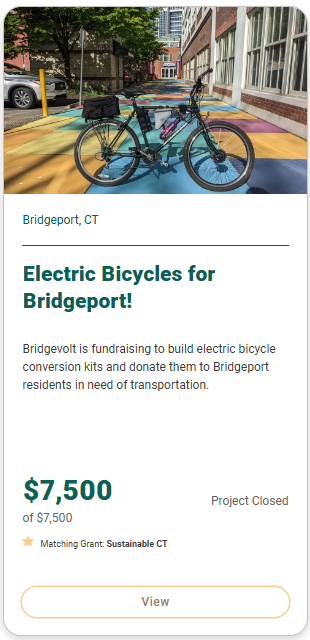 Bridgeport, CT
Electric Bicycles for
Bridgeport!
Bridgevolt is fundraising to build electric bicycle
conversion kits and donate them to Bridgeport
residents in need of transportation.
$7,500
Project Closed
of $7,500
Matching Grant: Sustainable CT
View